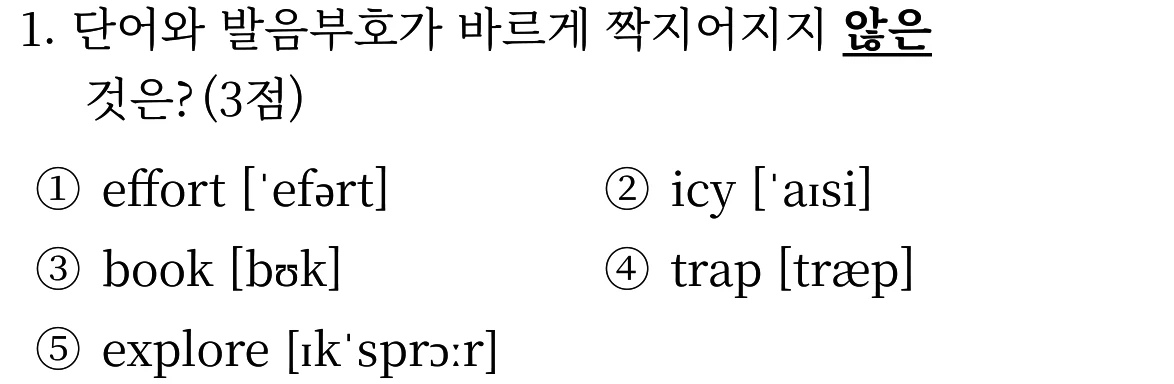 1. 단어와 발음부호가 바르게 짝지어지지 않은
것은? (3점)
① effort [ˈefərt] ② icy [ˈaɪsi]
③ book [bʊk] ④ trap [træp]
⑤ explore [ɪkˈsprɔːr]